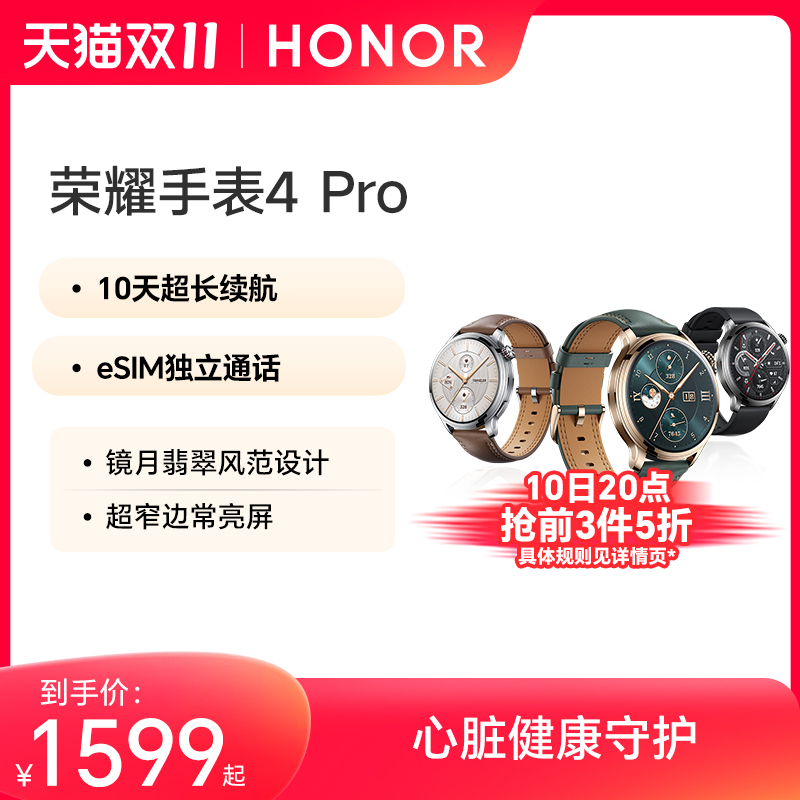 天猫双11 | HONOR
荣耀手表4 Pro
• 10天超长续航
• eSIM独立通话
• 镜月翡翠风范设计
• 超窄边常亮屏
10日20点
抢前3件5折
具体规则见详情页*
到手价：
¥1599起
心脏健康守护